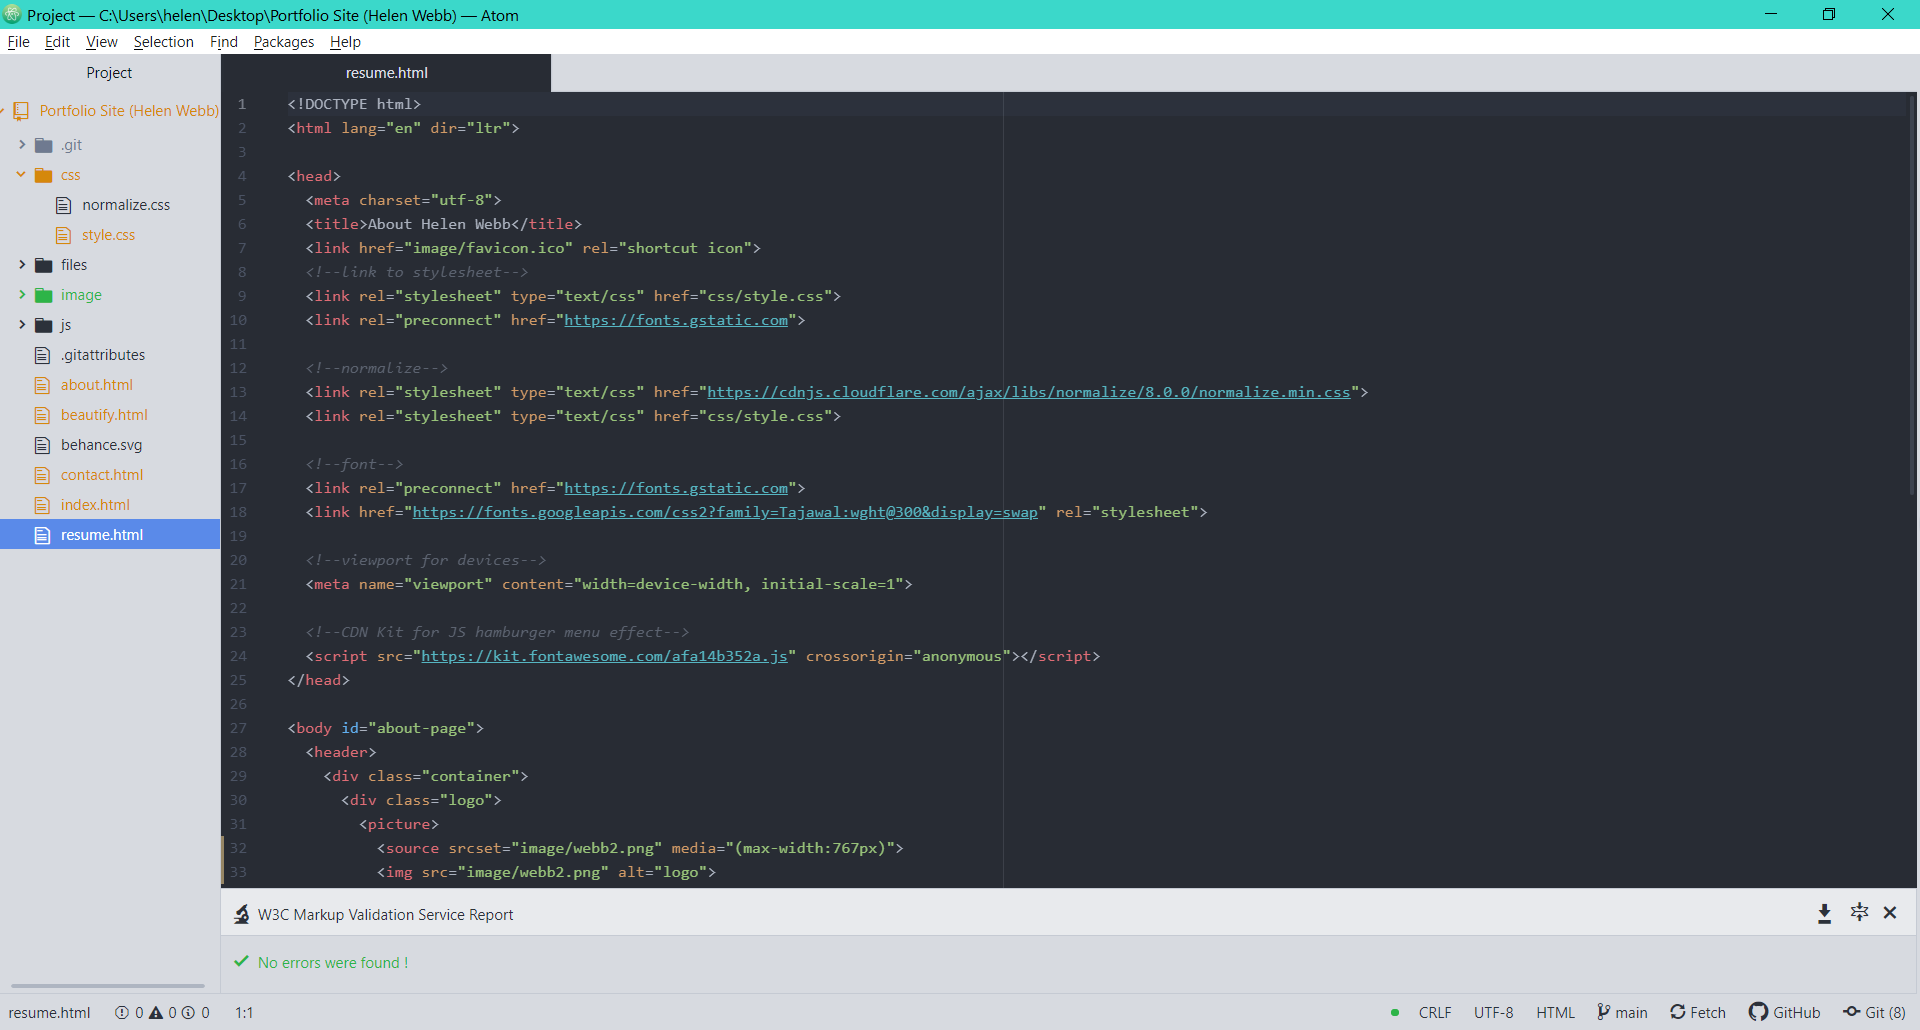 Project — C:\Users\helen\Desktop\Portfolio Site (Helen Webb) — Atom
File Edit View Selection Find Packages Help
Project
Portfolio Site (Helen Webb)
.git
css
normalize.css
style.css
files
image
js
.gitattributes
about.html
beautify.html
behance.svg
contact.html
index.html
resume.html
resume.html
1 <!DOCTYPE html>
2 <html lang="en" dir="ltr">
3
4 <head>
5 <meta charset="utf-8">
6 <title>About Helen Webb</title>
7 <link href="image/favicon.ico" rel="shortcut icon">
8 <!--link to stylesheet-->
9 <link rel="stylesheet" type="text/css" href="css/style.css">
10 <link rel="preconnect" href="https://fonts.gstatic.com">
11
12 <!--normalize-->
13 <link rel="stylesheet" type="text/css" href="https://cdnjs.cloudflare.com/ajax/libs/normalize/8.0.0/normalize.min.css">
14 <link rel="stylesheet" type="text/css" href="css/style.css">
15
16 <!--font-->
17 <link rel="preconnect" href="https://fonts.gstatic.com">
18 <link href="https://fonts.googleapis.com/css2?family=Tajawal:wght@300&display=swap" rel="stylesheet">
19
20 <!--viewport for devices-->
21 <meta name="viewport" content="width=device-width, initial-scale=1">
22
23 <!--CDN Kit for JS hamburger menu effect-->
24 <script src="https://kit.fontawesome.com/afa14b352a.js" crossorigin="anonymous"></script>
25 </head>
26
27 <body id="about-page">
28 <header>
29 <div class="container">
30 <div class="logo">
31 <picture>
32 <source srcset="image/webb2.png" media="(max-width:767px)">
33 <img src="image/webb2.png" alt="logo">
W3C Markup Validation Service Report
No errors were found !
resume.html 0 0 0 1:1 CRLF UTF-8 HTML main Fetch GitHub Git (8)